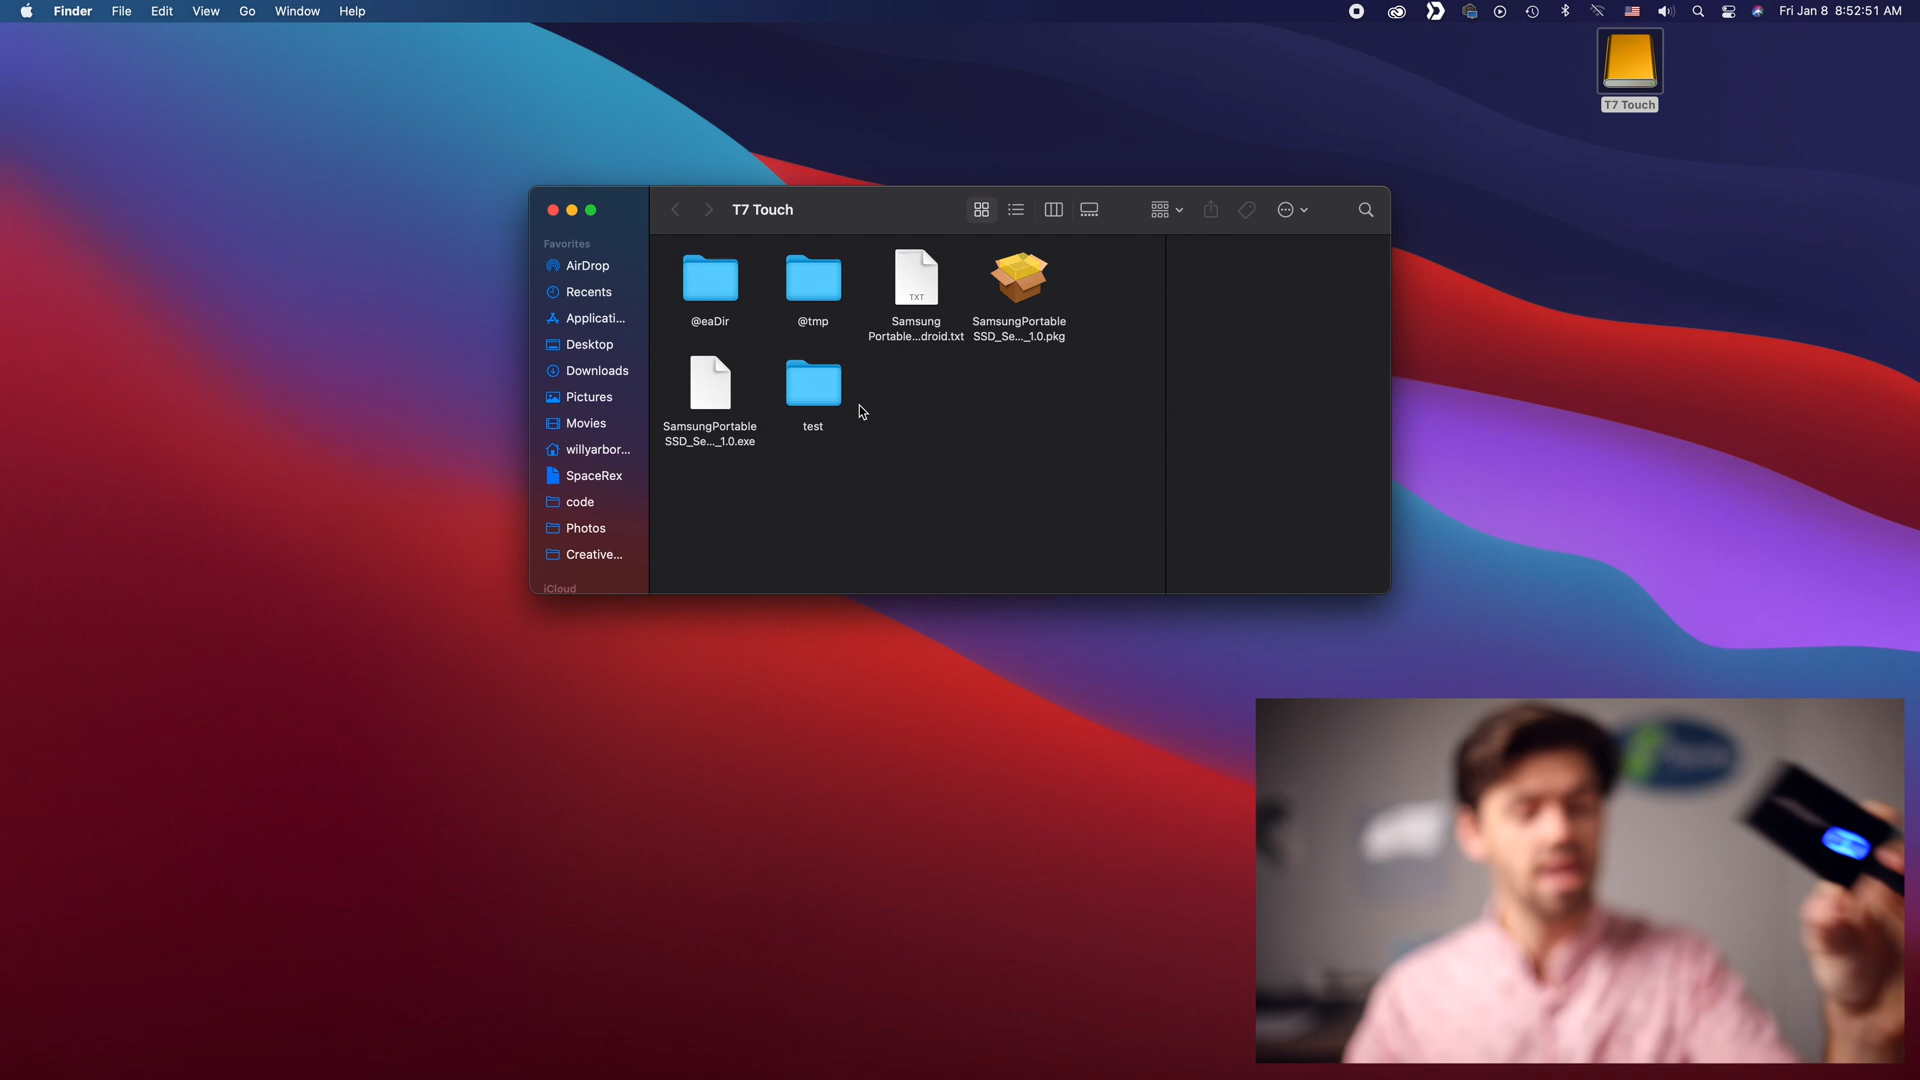 Finder File Edit View Go Window Help
Fri Jan 8 8:52:51 AM
T7 Touch
T7 Touch
Favorites
AirDrop
Recents
Applicati...
Desktop
Downloads
Pictures
Movies
willyarbor...
SpaceRex
code
Photos
Creative...
iCloud
@eaDir
@tmp
TXT
Samsung
Portable...droid.txt
SamsungPortable
SSD_Se..._1.0.pkg
SamsungPortable
SSD_Se..._1.0.exe
test